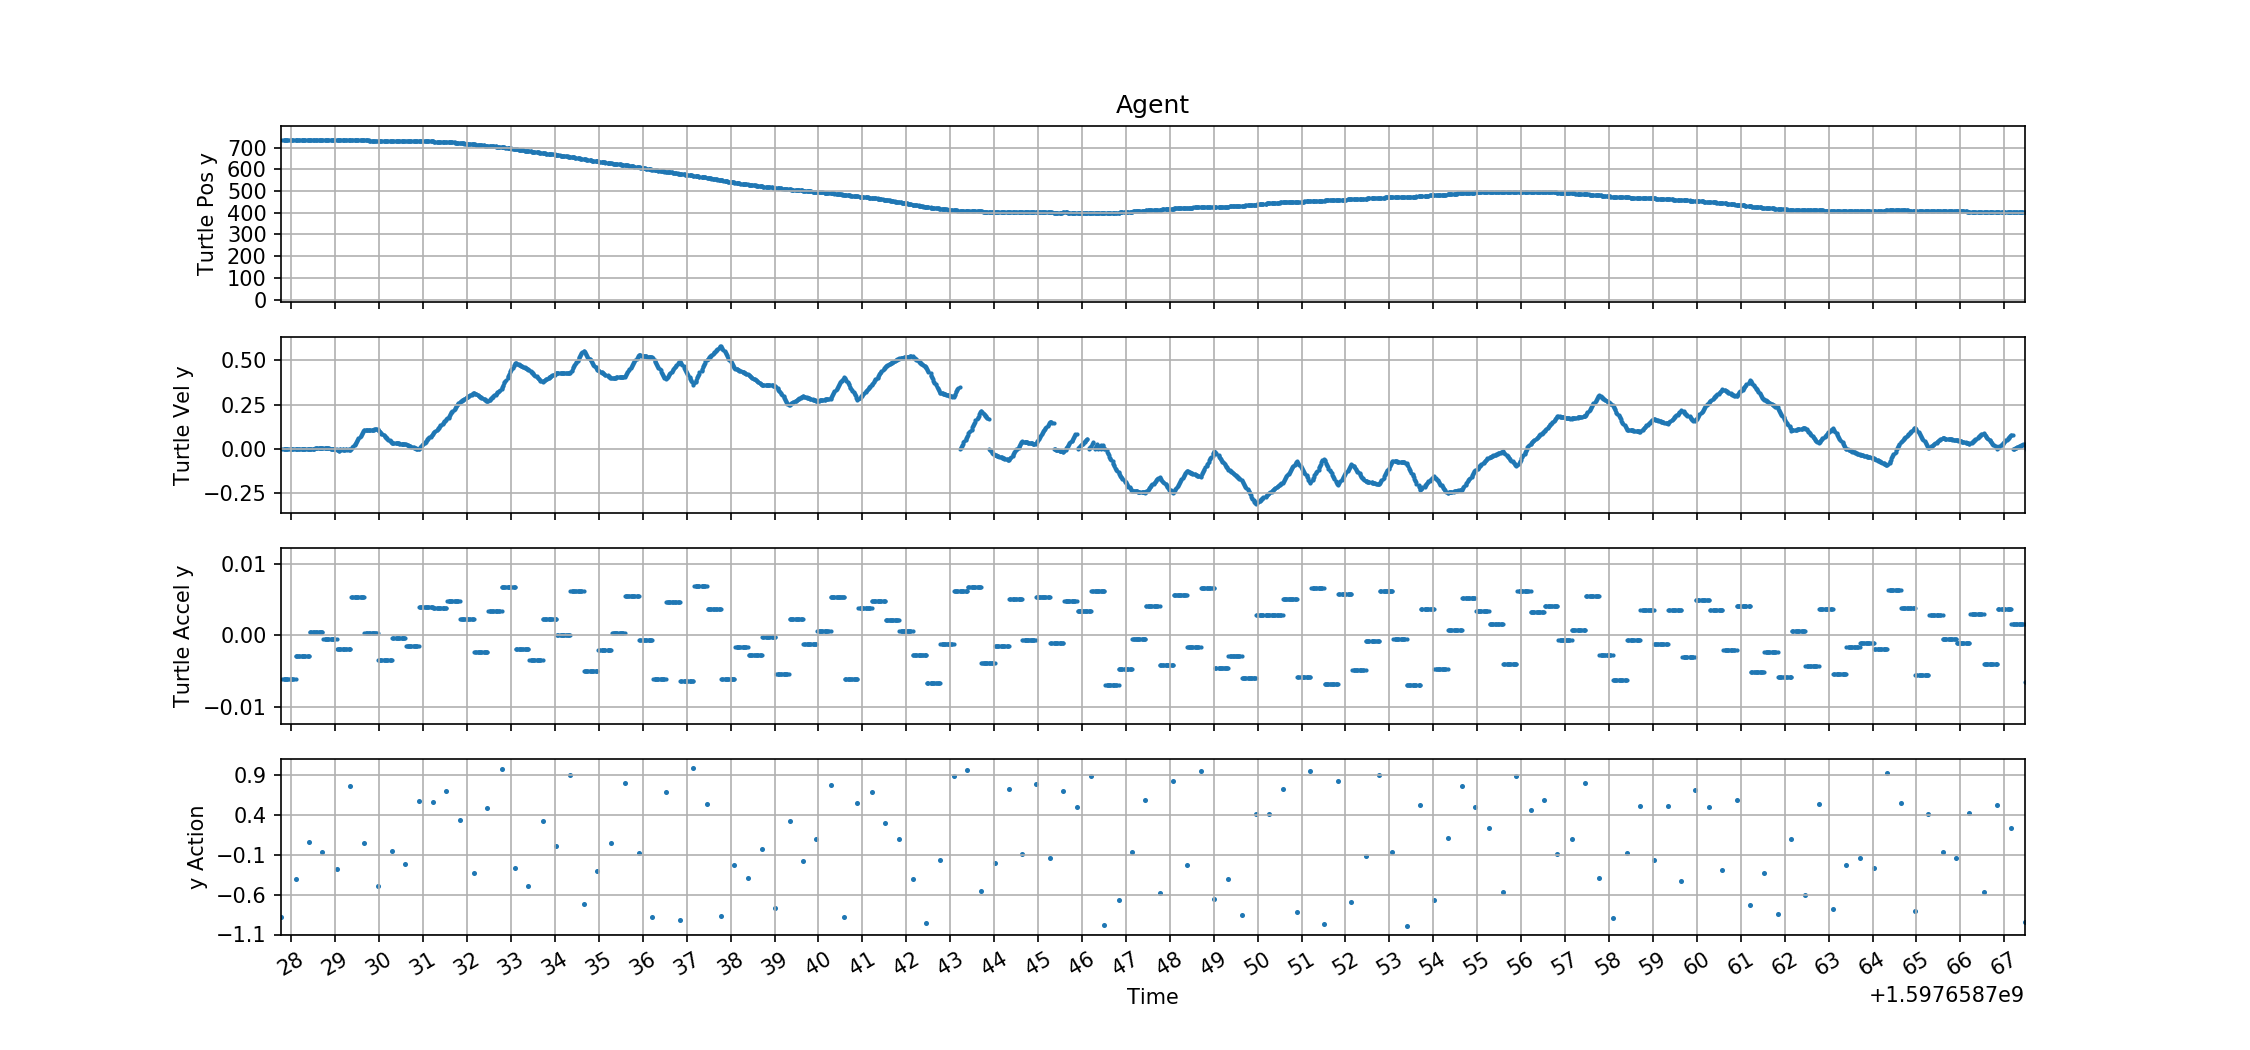 Agent
Turtle Pos y
700
600
500
400
300
200
100
0
Turtle Vel y
0.50
0.25
0.00
−0.25
Turtle Accel y
0.01
0.00
−0.01
y Action
0.9
0.4
−0.1
−0.6
−1.1
28 29 30 31 32 33 34 35 36 37 38 39 40 41 42 43 44 45 46 47 48 49 50 51 52 53 54 55 56 57 58 59 60 61 62 63 64 65 66 67
Time
+1.5976587e9